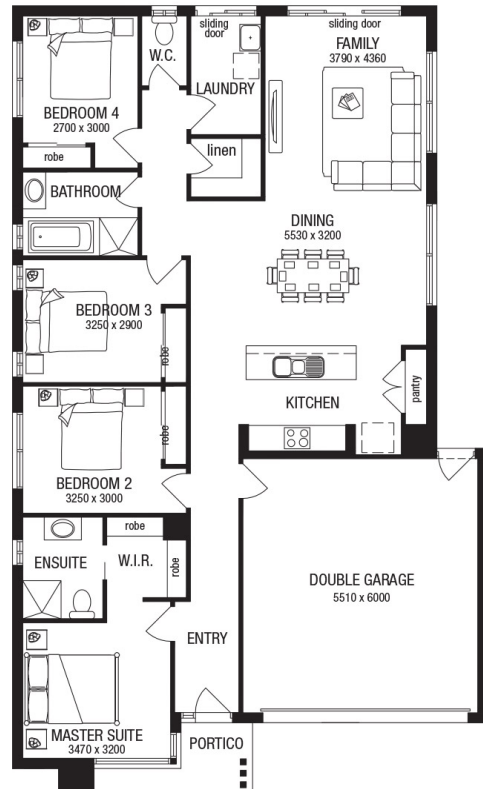 sliding
door
sliding door
W.C.
FAMILY
3790 x 4360
LAUNDRY
BEDROOM 4
2700 x 3000
linen
robe
BATHROOM
DINING
5530 x 3200
BEDROOM 3
3250 x 2900
robe
pantry
KITCHEN
robe
BEDROOM 2
3250 x 3000
robe
ENSUITE
W.I.R.
robe
DOUBLE GARAGE
5510 x 6000
ENTRY
MASTER SUITE
3470 x 3200
PORTICO